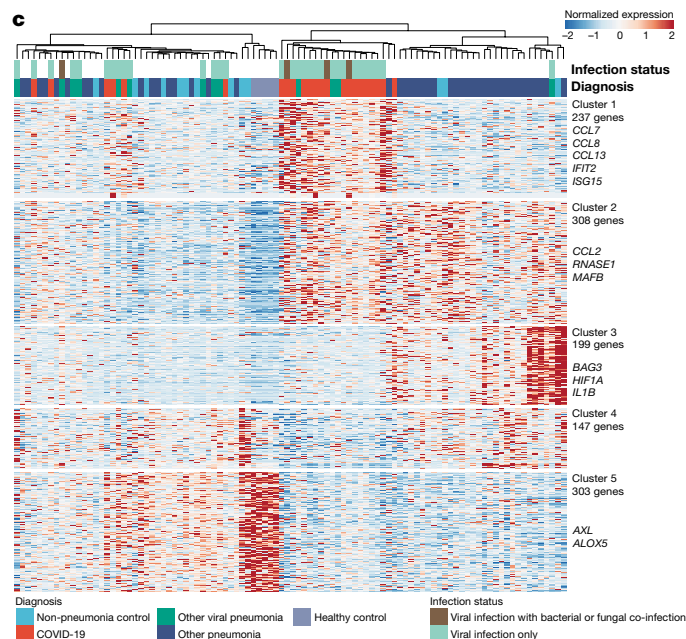 c
Normalized expression
−2 −1 0 1 2
Infection status
Diagnosis
Cluster 1
237 genes
CCL7
CCL8
CCL13
IFIT2
ISG15
Cluster 2
308 genes
CCL2
RNASE1
MAFB
Cluster 3
199 genes
BAG3
HIF1A
IL1B
Cluster 4
147 genes
Cluster 5
303 genes
AXL
ALOX5
Diagnosis
Non-pneumonia control
COVID-19
Other viral pneumonia
Other pneumonia
Healthy control
Infection status
Viral infection with bacterial or fungal co-infection
Viral infection only